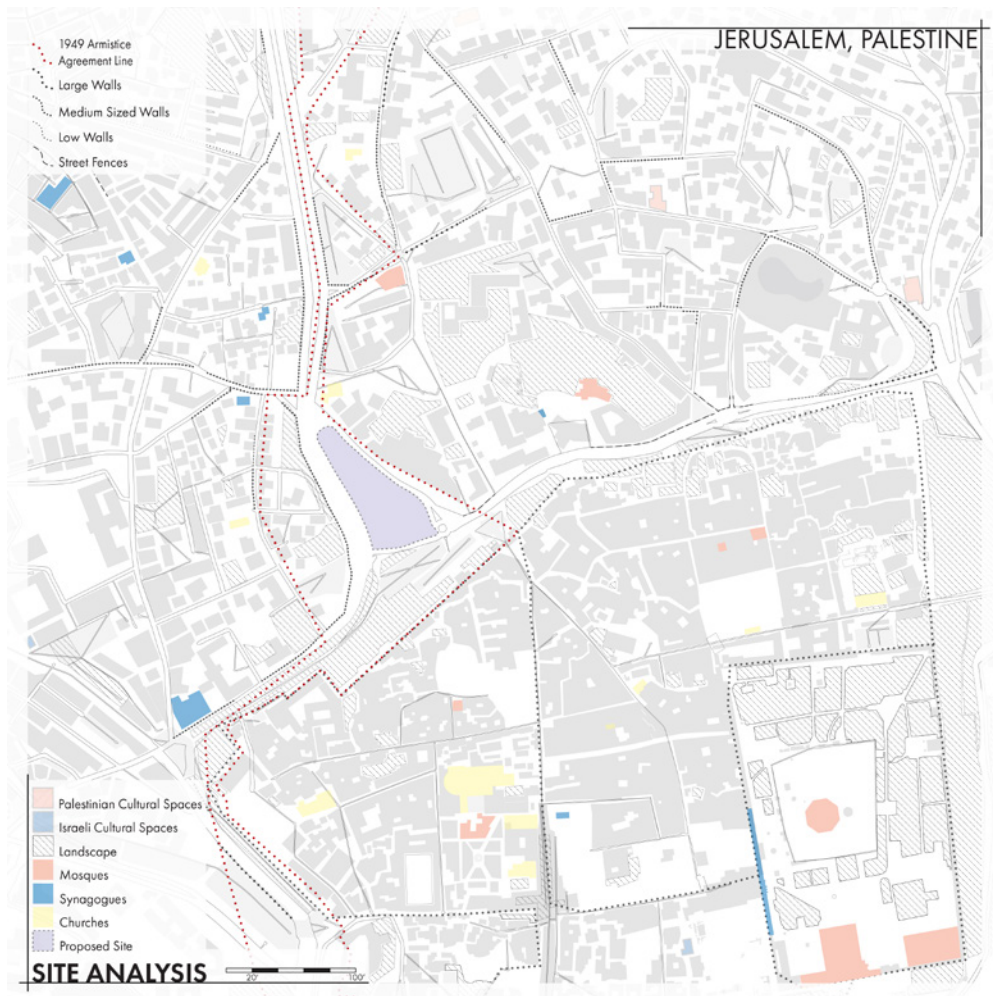 JERUSALEM, PALESTINE
1949 Armistice
Agreement Line
Large Walls
Medium Sized Walls
Low Walls
Street Fences
Palestinian Cultural Spaces
Israeli Cultural Spaces
Landscape
Mosques
Synagogues
Churches
Proposed Site
SITE ANALYSIS
20' 100'